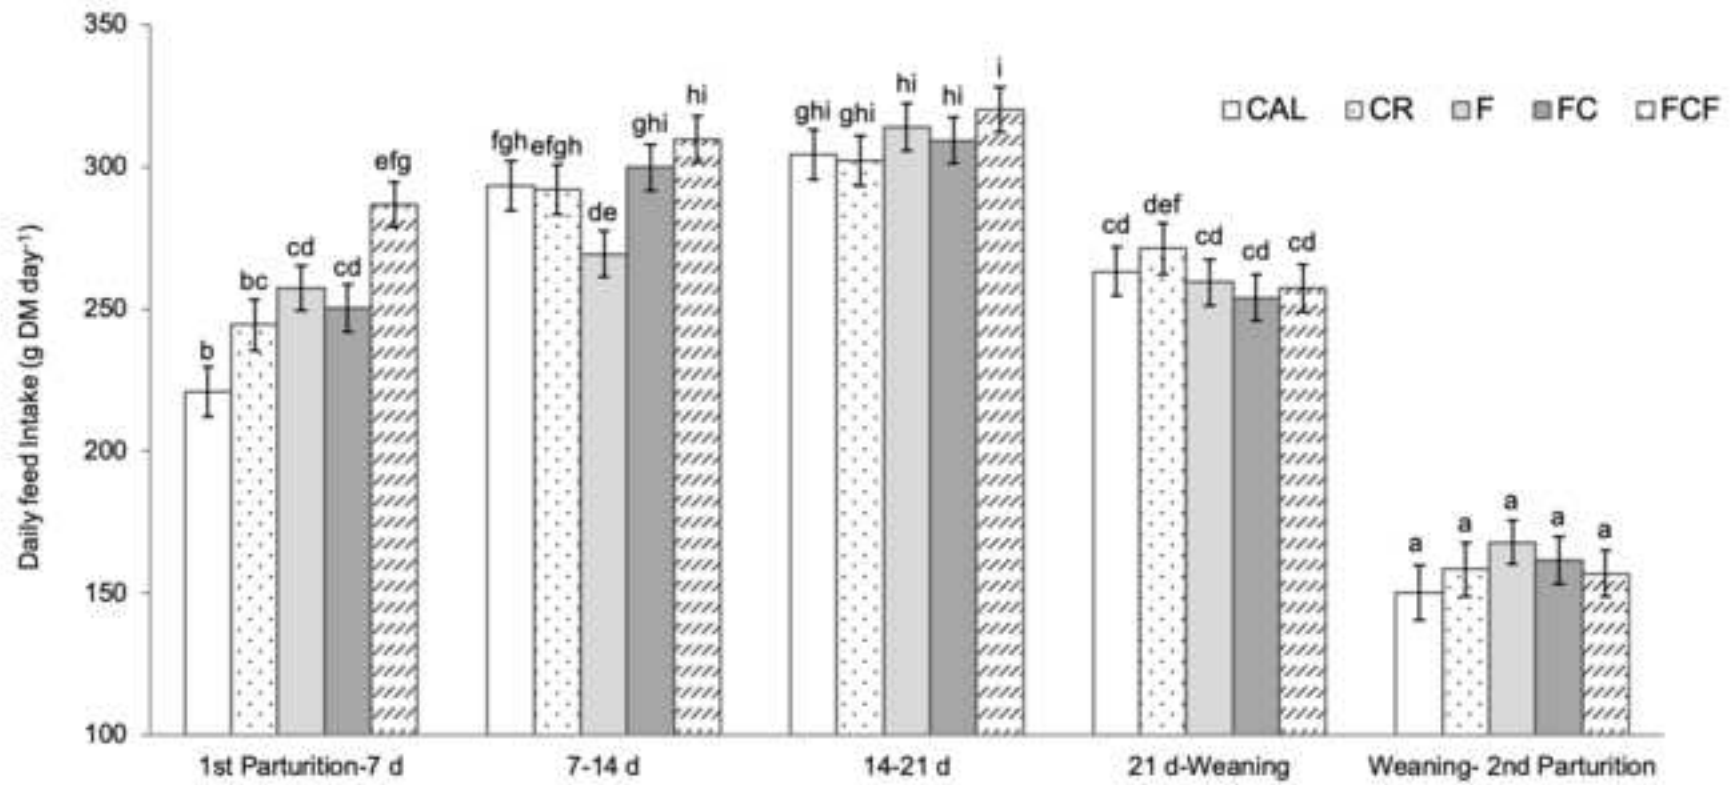 350
300
250
200
150
100
Daily feed Intake (g DM day⁻¹)
CAL CR F FC FCF
b bc cd cd efg
fgh efgh de ghi hi
ghi ghi hi hi i
cd def cd cd cd
a a a a a
1st Parturition-7 d 7-14 d 14-21 d 21 d-Weaning Weaning- 2nd Parturition